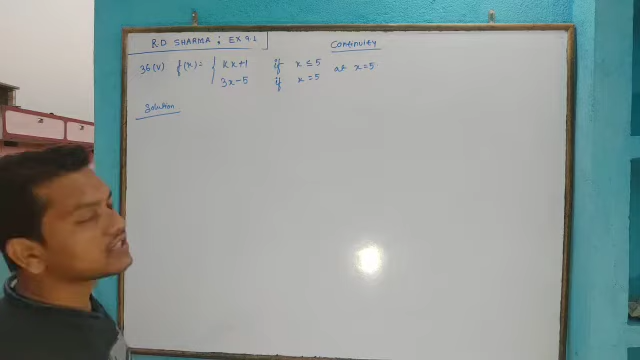 R.D SHARMA : EX 9.1
Continuity
36(v) f(x) = { kx+1 if x ≤ 5 at x=5
3x-5 if x = 5
Solution